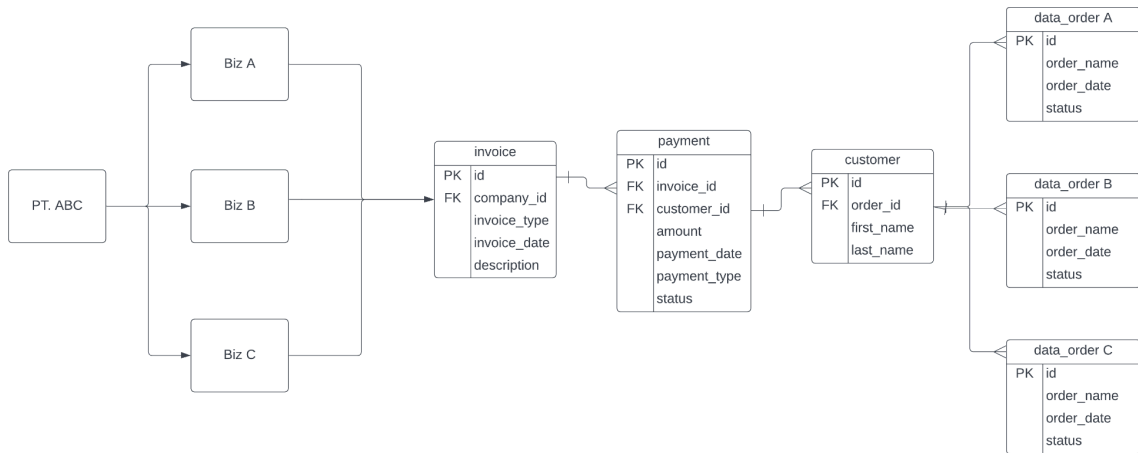 PT. ABC
Biz A
Biz B
Biz C
invoice
PK id
FK company_id
invoice_type
invoice_date
description
payment
PK id
FK invoice_id
FK customer_id
amount
payment_date
payment_type
status
customer
PK id
FK order_id
first_name
last_name
data_order A
PK id
order_name
order_date
status
data_order B
PK id
order_name
order_date
status
data_order C
PK id
order_name
order_date
status